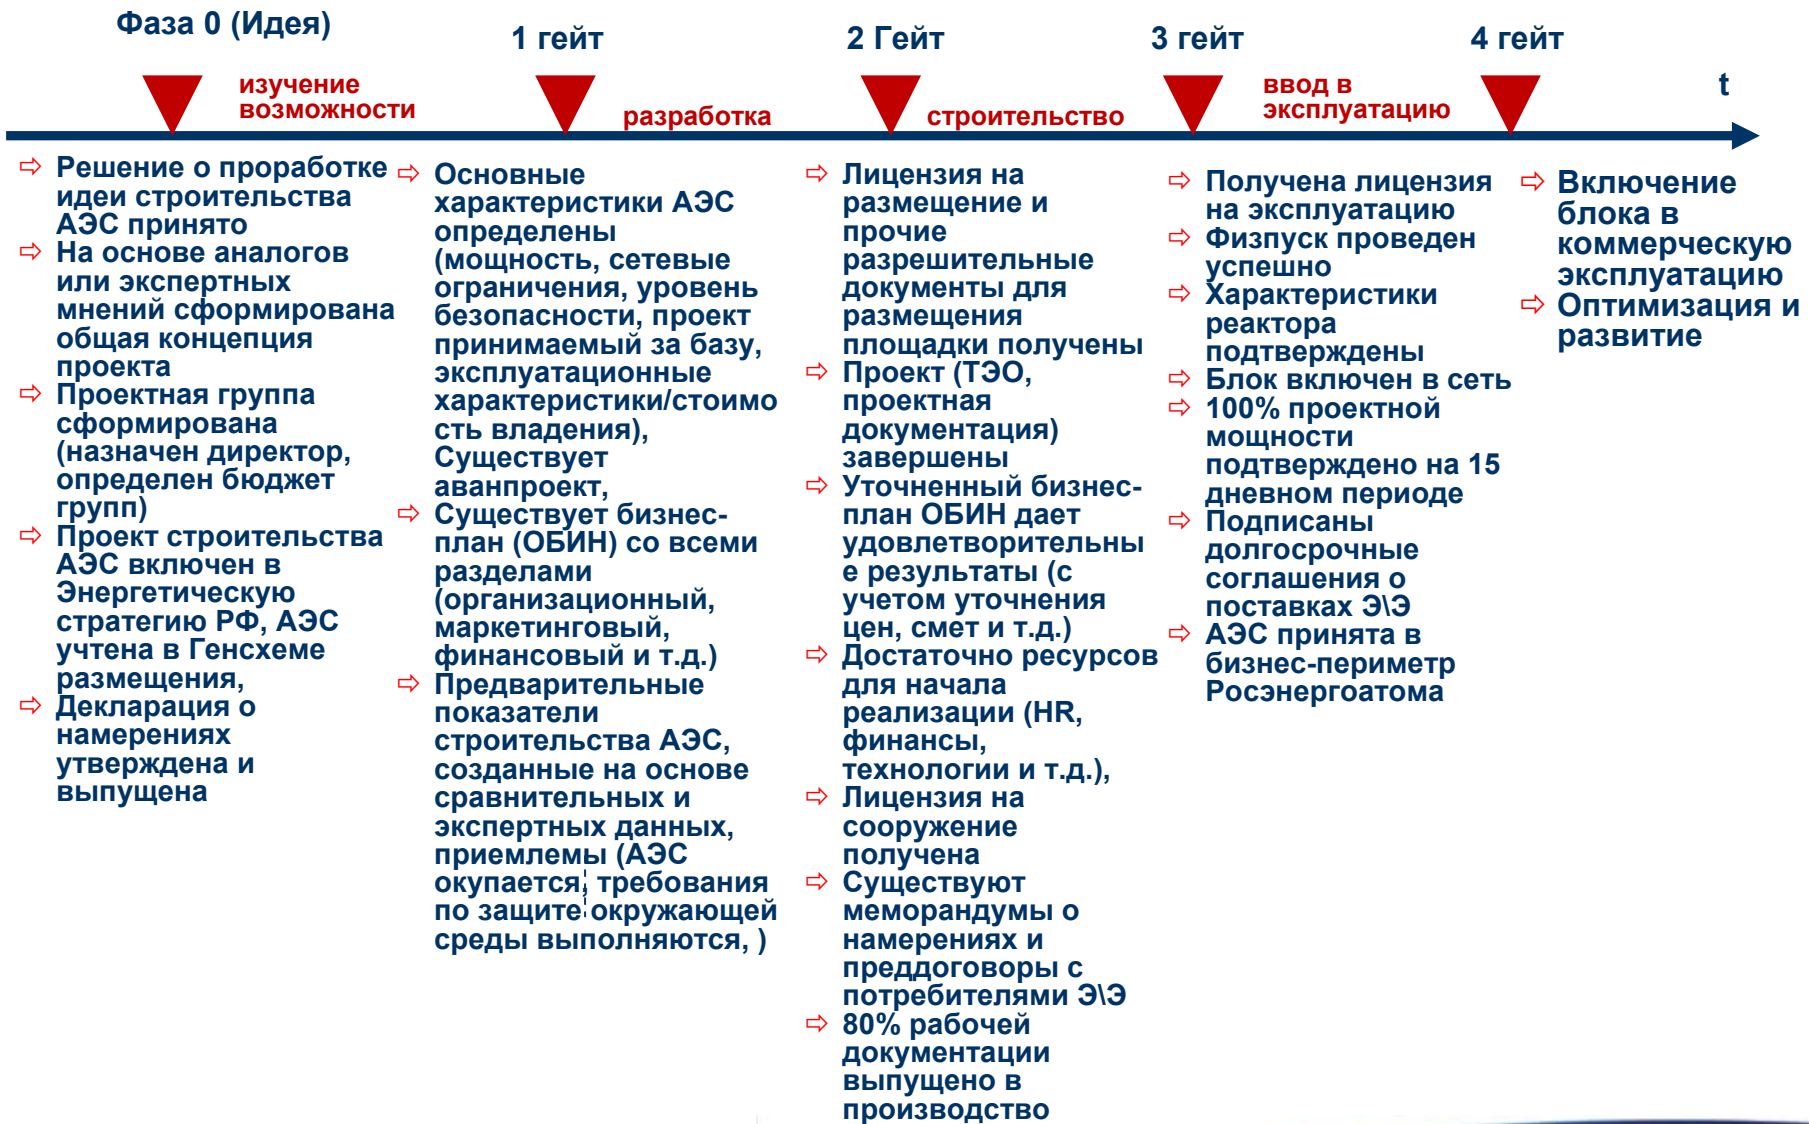 Фаза 0 (Идея)
1 гейт
2 Гейт
3 гейт
4 гейт
изучение
возможности
разработка
строительство
ввод в
эксплуатацию
t
⇨ Решение о проработке
идеи строительства
АЭС принято
⇨ На основе аналогов
или экспертных
мнений сформирована
общая концепция
проекта
⇨ Проектная группа
сформирована
(назначен директор,
определен бюджет
групп)
⇨ Проект строительства
АЭС включен в
Энергетическую
стратегию РФ, АЭС
учтена в Генсхеме
размещения,
⇨ Декларация о
намерениях
утверждена и
выпущена
⇨ Основные
характеристики АЭС
определены
(мощность, сетевые
ограничения, уровень
безопасности, проект
принимаемый за базу,
эксплуатационные
характеристики/стоимо
сть владения),
Существует
аванпроект,
⇨ Существует бизнес-
план (ОБИН) со всеми
разделами
(организационный,
маркетинговый,
финансовый и т.д.)
⇨ Предварительные
показатели
строительства АЭС,
созданные на основе
сравнительных и
экспертных данных,
приемлемы (АЭС
окупается, требования
по защите окружающей
среды выполняются, )
⇨ Лицензия на
размещение и
прочие
разрешительные
документы для
размещения
площадки получены
⇨ Проект (ТЭО,
проектная
документация)
завершены
⇨ Уточненный бизнес-
план ОБИН дает
удовлетворительны
е результаты (с
учетом уточнения
цен, смет и т.д.)
⇨ Достаточно ресурсов
для начала
реализации (HR,
финансы,
технологии и т.д.),
⇨ Лицензия на
сооружение
получена
⇨ Существуют
меморандумы о
намерениях и
преддоговоры с
потребителями Э\Э
⇨ 80% рабочей
документации
выпущено в
производство
⇨ Получена лицензия
на эксплуатацию
⇨ Физпуск проведен
успешно
⇨ Характеристики
реактора
подтверждены
⇨ Блок включен в сеть
⇨ 100% проектной
мощности
подтверждено на 15
дневном периоде
⇨ Подписаны
долгосрочные
соглашения о
поставках Э\Э
⇨ АЭС принята в
бизнес-периметр
Росэнергоатома
⇨ Включение
блока в
коммерческую
эксплуатацию
⇨ Оптимизация и
развитие